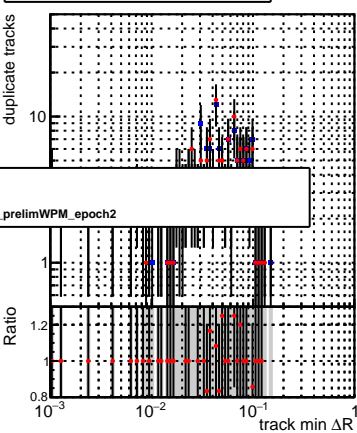 duplicate tracks
10
_prelimWPM_epoch2
1
Ratio
1.2
1
0.8
10⁻³ 10⁻² 10⁻¹ 1
track min ΔR